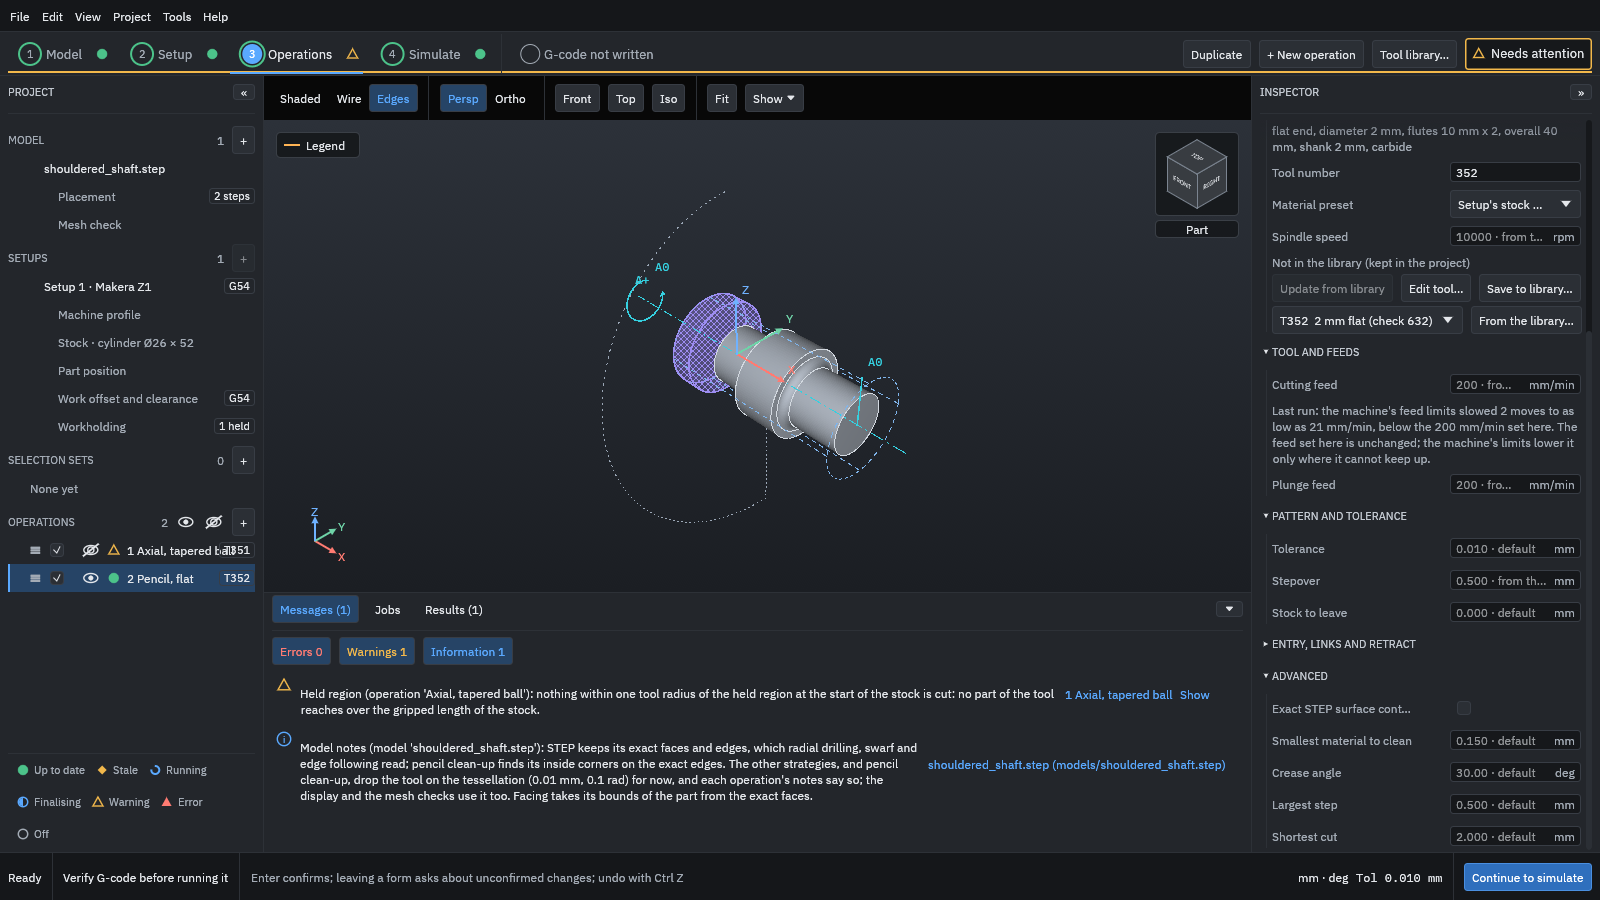 File Edit View Project Tools Help
1 Model 2 Setup 3 Operations 4 Simulate G-code not written Duplicate + New operation Tool library... Needs attention
PROJECT «
MODEL 1 +
shouldered_shaft.step
Placement 2 steps
Mesh check
SETUPS 1 +
Setup 1 · Makera Z1 G54
Machine profile
Stock · cylinder Ø26 × 52
Part position
Work offset and clearance G54
Workholding 1 held
SELECTION SETS 0 +
None yet
OPERATIONS 2 +
1 Axial, tapered ball T351
2 Pencil, flat T352
Up to date Stale Running
Finalising Warning Error
Off
Shaded Wire Edges Persp Ortho Front Top Iso Fit Show
Legend
TOP FRONT RIGHT
Part
A0
A+
Z
Y
A0
Z
Y
X
Messages (1) Jobs Results (1)
Errors 0 Warnings 1 Information 1
Held region (operation 'Axial, tapered ball'): nothing within one tool radius of the held region at the start of the stock is cut: no part of the tool
reaches over the gripped length of the stock.
1 Axial, tapered ball Show
Model notes (model 'shouldered_shaft.step'): STEP keeps its exact faces and edges, which radial drilling, swarf and
edge following read; pencil clean-up finds its inside corners on the exact edges. The other strategies, and pencil
clean-up, drop the tool on the tessellation (0.01 mm, 0.1 rad) for now, and each operation's notes say so; the
display and the mesh checks use it too. Facing takes its bounds of the part from the exact faces.
shouldered_shaft.step (models/shouldered_shaft.step)
INSPECTOR »
flat end, diameter 2 mm, flutes 10 mm x 2, overall 40
mm, shank 2 mm, carbide
Tool number 352
Material preset Setup's stock ...
Spindle speed 10000 · from t... rpm
Not in the library (kept in the project)
Update from library Edit tool... Save to library...
T352 2 mm flat (check 632) From the library...
TOOL AND FEEDS
Cutting feed 200 · fro... mm/min
Last run: the machine's feed limits slowed 2 moves to as
low as 21 mm/min, below the 200 mm/min set here. The
feed set here is unchanged; the machine's limits lower it
only where it cannot keep up.
Plunge feed 200 · fro... mm/min
PATTERN AND TOLERANCE
Tolerance 0.010 · default mm
Stepover 0.500 · from th... mm
Stock to leave 0.000 · default mm
ENTRY, LINKS AND RETRACT
ADVANCED
Exact STEP surface cont...
Smallest material to clean 0.150 · default mm
Crease angle 30.00 · default deg
Largest step 0.500 · default mm
Shortest cut 2.000 · default mm
Ready Verify G-code before running it Enter confirms; leaving a form asks about unconfirmed changes; undo with Ctrl Z mm · deg Tol 0.010 mm Continue to simulate